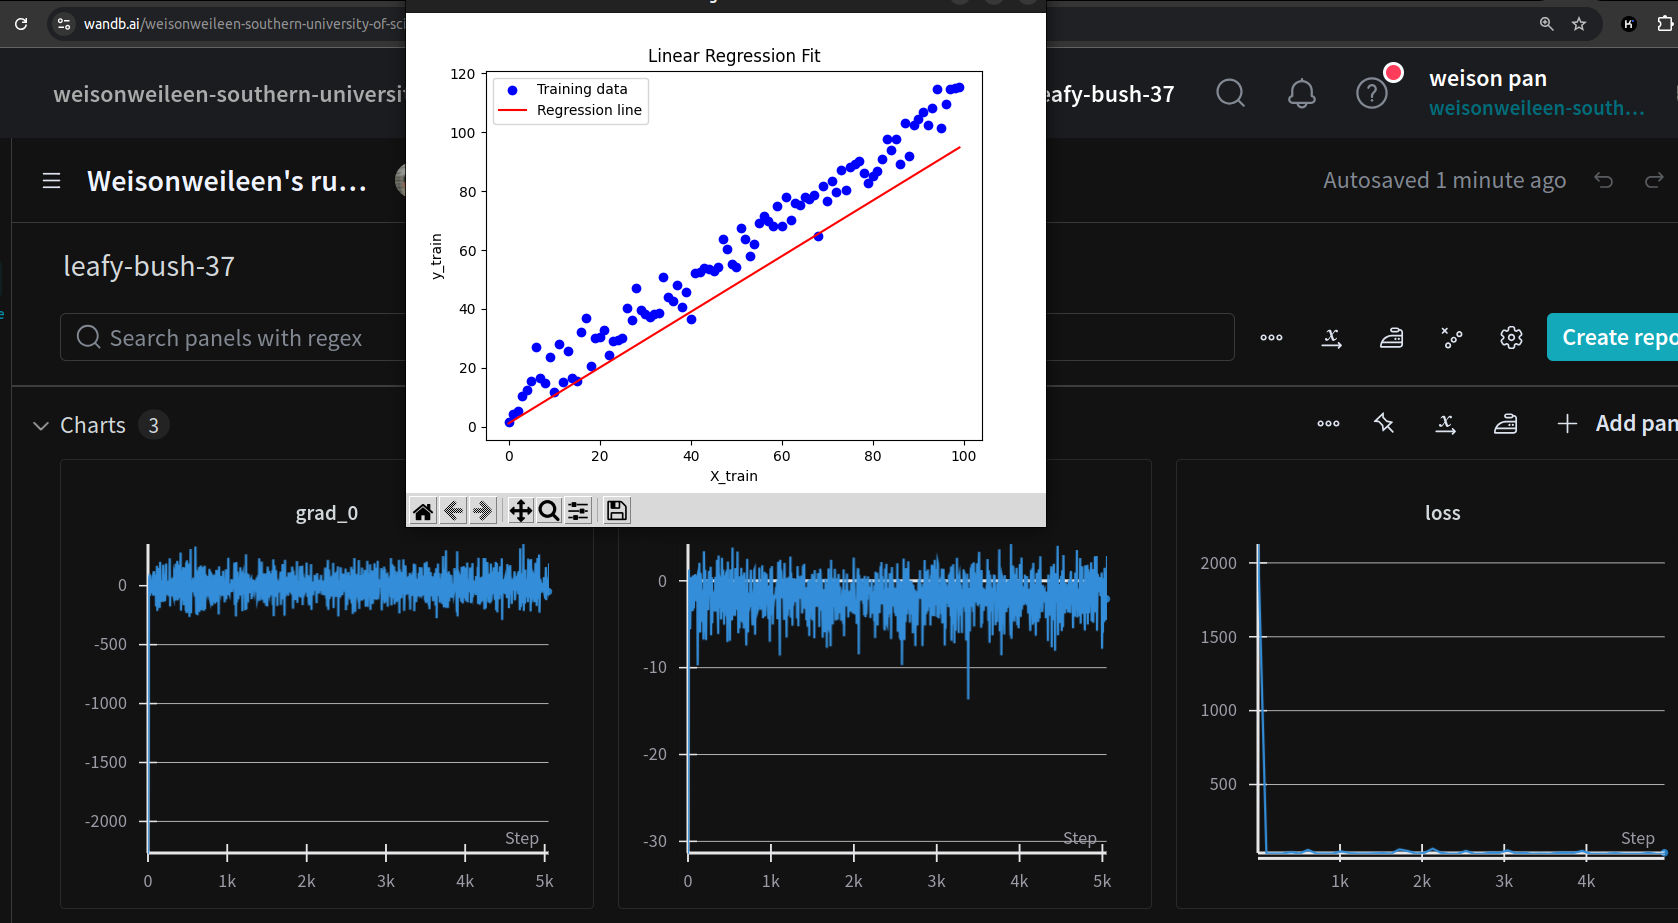 wandb.ai/weisonweileen-southern-university-of-sci
weisonweileen-southern-universit
eafy-bush-37
weison pan
weisonweileen-south...
Weisonweileen's ru...
Autosaved 1 minute ago
leafy-bush-37
Search panels with regex
Create repo
Charts 3
Add pan
Linear Regression Fit
Training data
Regression line
120
100
80
60
40
20
0
y_train
0 20 40 60 80 100
X_train
grad_0
0
-500
-1000
-1500
-2000
Step
0 1k 2k 3k 4k 5k
0
-10
-20
-30
Step
0 1k 2k 3k 4k 5k
loss
2000
1500
1000
500
Step
1k 2k 3k 4k